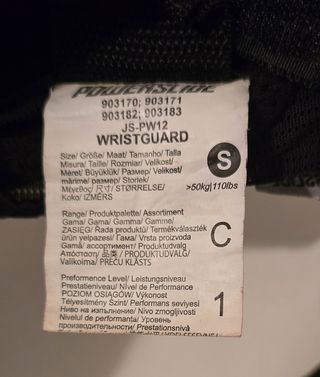 POWERSLIDE
903170; 903171
903182; 903183
JS-PW12
WRISTGUARD
Size/ Größe/ Maat/ Tamanho/ Talla
Misura/ Taille/ Rozmiar/ Velikost/
Méret/ Büyüklük/ Размер/ Velikost/
mărime/ размер/ Storlek/
Μέγεθος/ 尺寸/ STØRRELSE/
Koko/ IZMĒRS
S
>50kg|110lbs
Range/ Produktpalette/ Assortiment
Gama/ Gama/ Gamme/ Gamma/
ZASIĘG/ Řada produktů/ Termékválaszték
ürün yelpazesi/ Гама/ Vrsta proizvoda
Gamă/ ассортимент/ Produktudvalg
Απόσταση/ 品类/ PRODUKTUDVALG/
Valikoima/ PREČU KLĀSTS
C
Preformence Level/ Leistungsniveau
Prestatieniveau/ Nível de Performance
POZIOM OSIĄGÓW/ Výkonost
Teljesítmény Szint/ Performans seviyesi
Ниво на изпълнение/ Nivo zmogljivosti
Nivelul de performanta/ Уровень
производительности/ Prestationsnivå
1